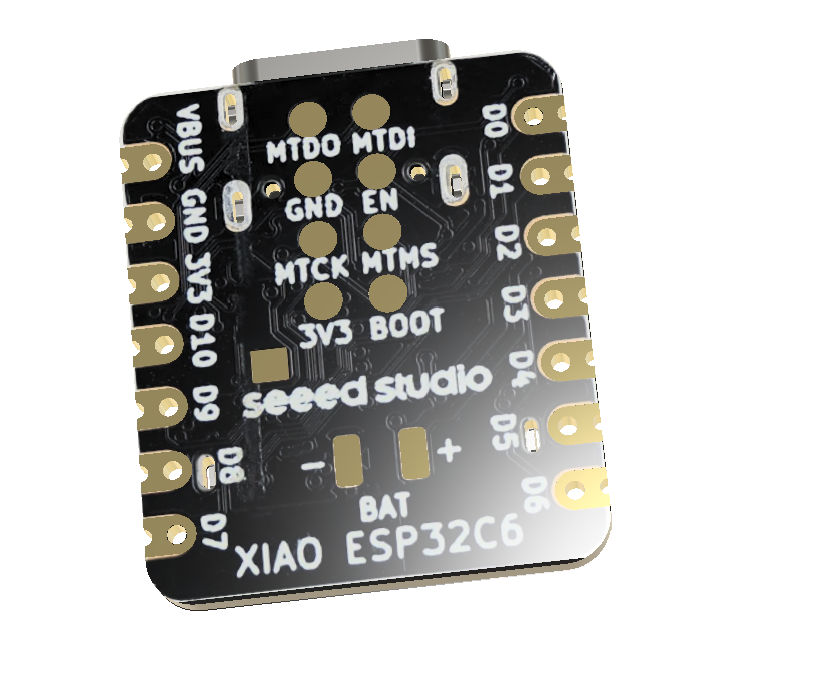 VBUS
GND
3V3
D10
D9
D8
D7
MTDO MTDI
GND EN
MTCK MTMS
3V3 BOOT
seeed studio
- +
BAT
XIAO ESP32C6
D0
D1
D2
D3
D4
D5
D6